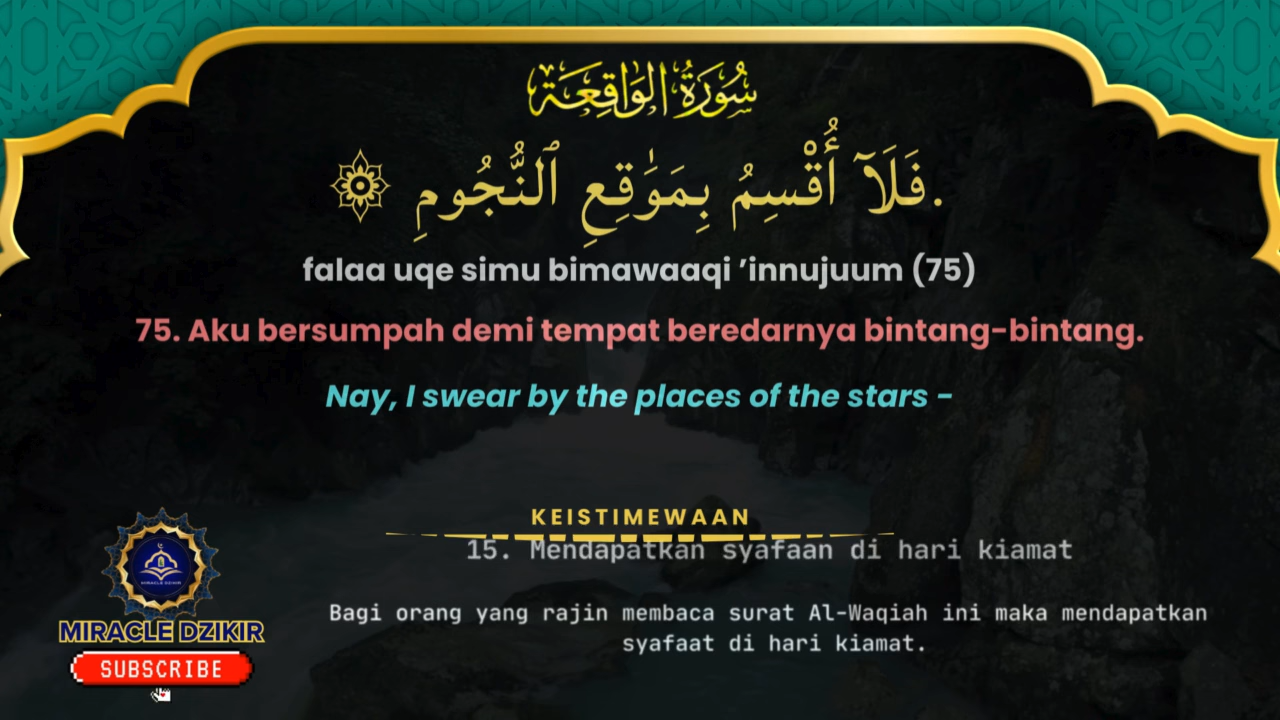 سُورَةُ الوَاقِعَة
فَلَآ أُقْسِمُ بِمَوَٰقِعِ ٱلنُّجُومِ.
falaa uqe simu bimawaaqi ’innujuum (75)
75. Aku bersumpah demi tempat beredarnya bintang-bintang.
Nay, I swear by the places of the stars -
KEISTIMEWAAN
15. Mendapatkan syafaan di hari kiamat
Bagi orang yang rajin membaca surat Al-Waqiah ini maka mendapatkan
syafaat di hari kiamat.
MIRACLE DZIKIR
MIRACLE DZIKIR
SUBSCRIBE